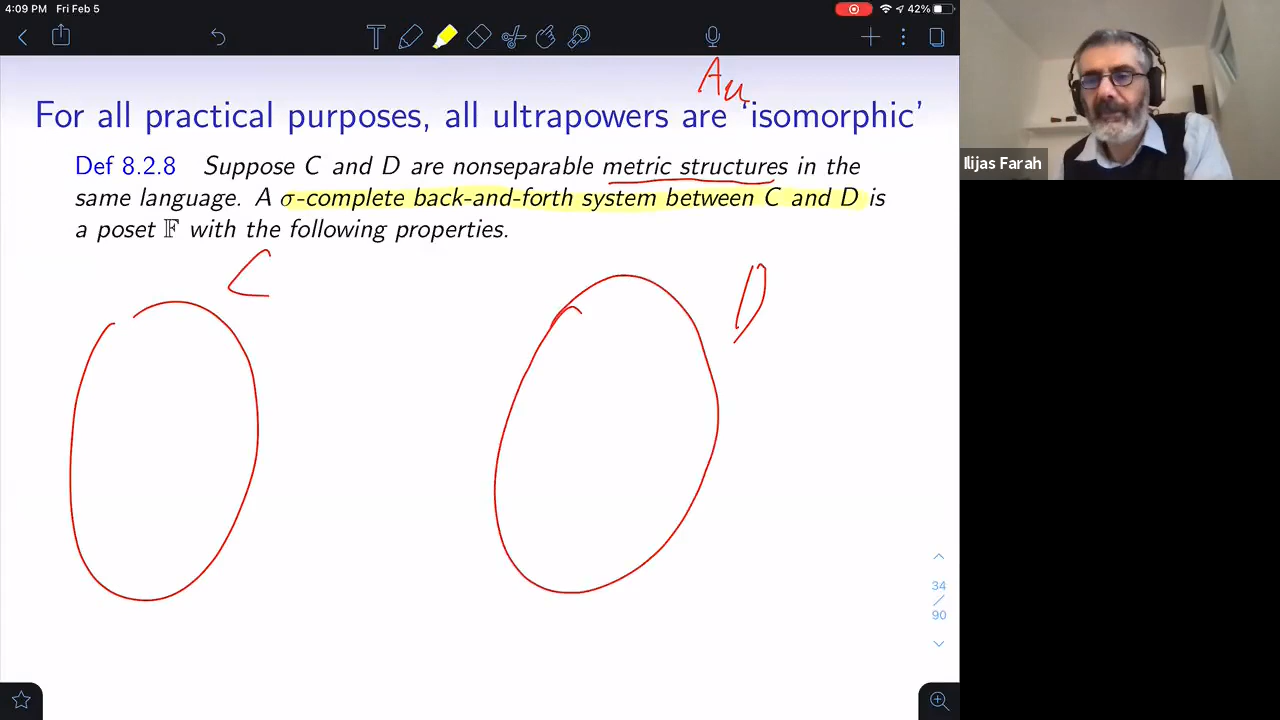 4:09 PM Fri Feb 5
42%
A𝓊
For all practical purposes, all ultrapowers are ‘isomorphic’
Def 8.2.8 Suppose C and D are nonseparable metric structures in the
same language. A σ-complete back-and-forth system between C and D is
a poset 𝔽 with the following properties.
C
D
34
/
90
Ilijas Farah